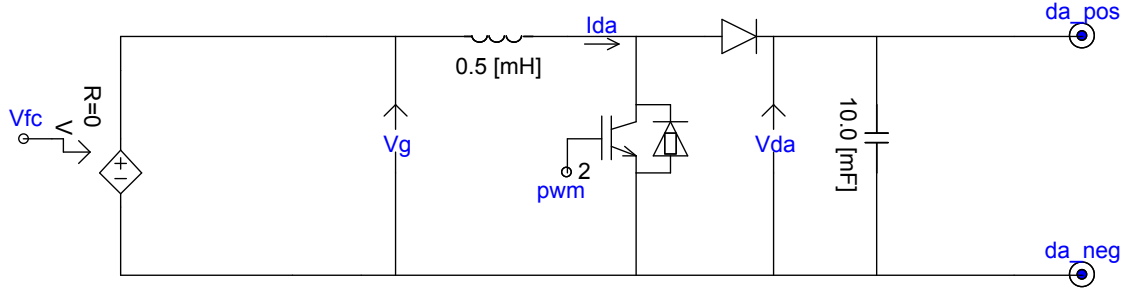 da_pos
Ida
0.5 [mH]
R=0
V
Vfc
+
-
Vg
Vda
10.0 [mF]
2
pwm
da_neg